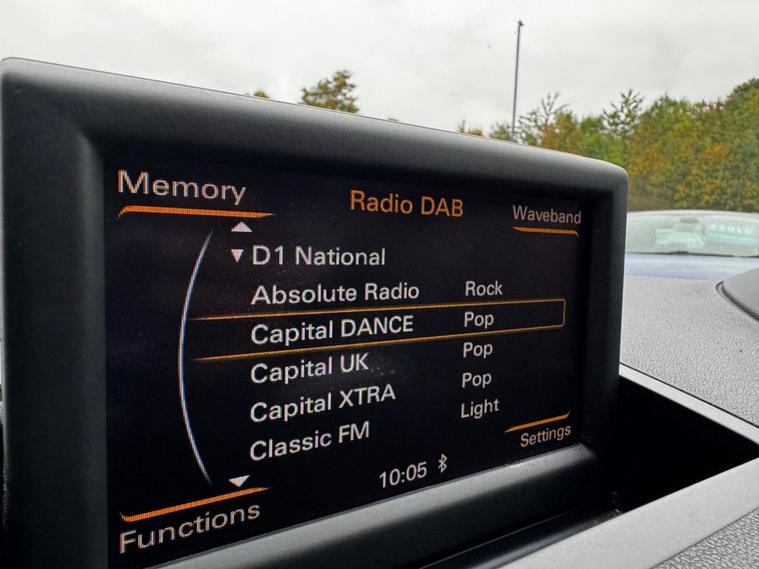 Memory
Radio DAB
Waveband
D1 National
Absolute Radio Rock
Capital DANCE Pop
Capital UK Pop
Capital XTRA Pop
Classic FM Light
10:05
Settings
Functions